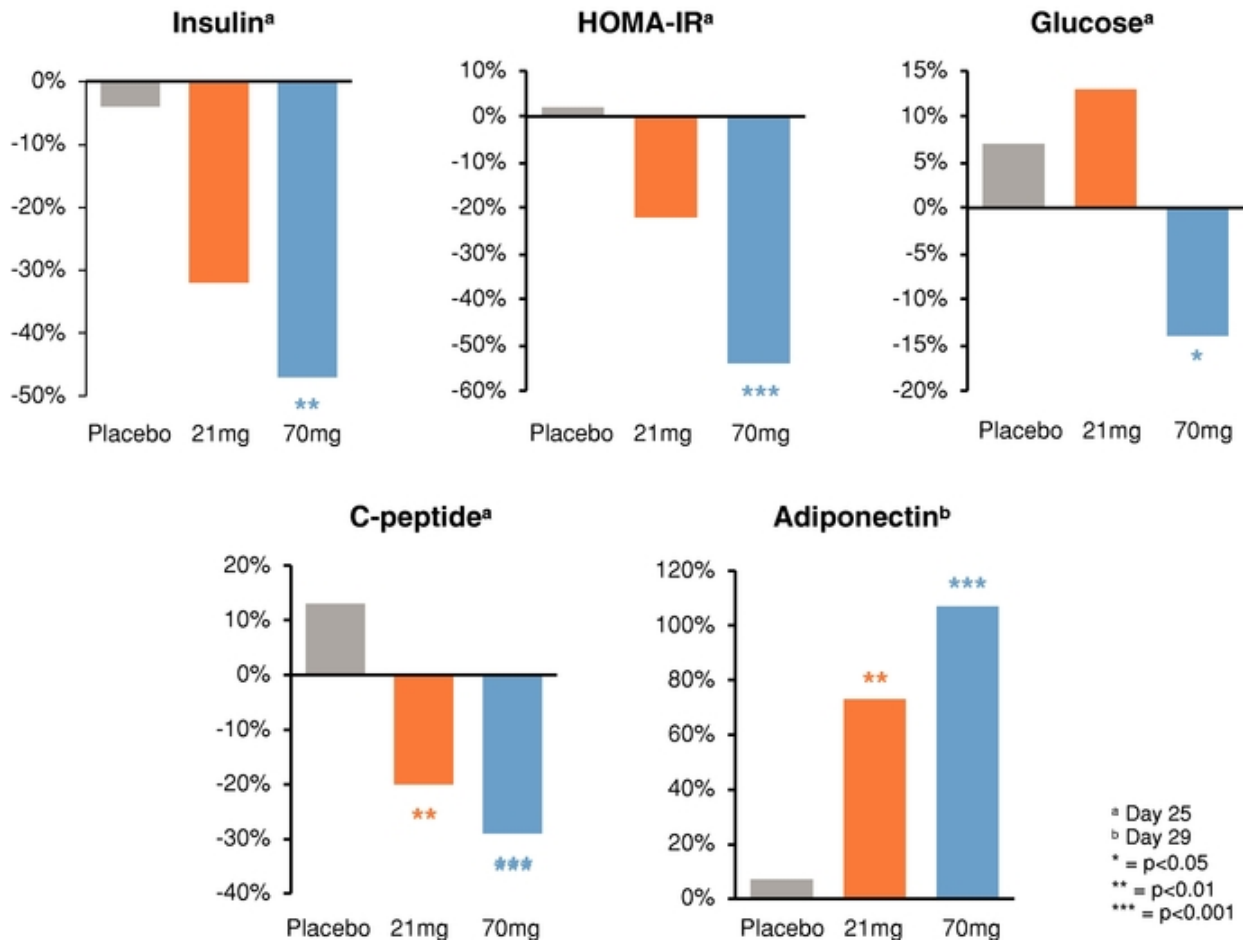 Insulinᵃ
0%
-10%
-20%
-30%
-40%
-50%
**
Placebo 21mg 70mg
HOMA-IRᵃ
10%
0%
-10%
-20%
-30%
-40%
-50%
-60%
***
Placebo 21mg 70mg
Glucoseᵃ
15%
10%
5%
0%
-5%
-10%
-15%
-20%
*
Placebo 21mg 70mg
C-peptideᵃ
20%
10%
0%
-10%
-20%
-30%
-40%
**
***
Placebo 21mg 70mg
Adiponectinᵇ
120%
100%
80%
60%
40%
20%
0%
**
***
Placebo 21mg 70mg
ᵃ Day 25
ᵇ Day 29
* = p<0.05
** = p<0.01
*** = p<0.001